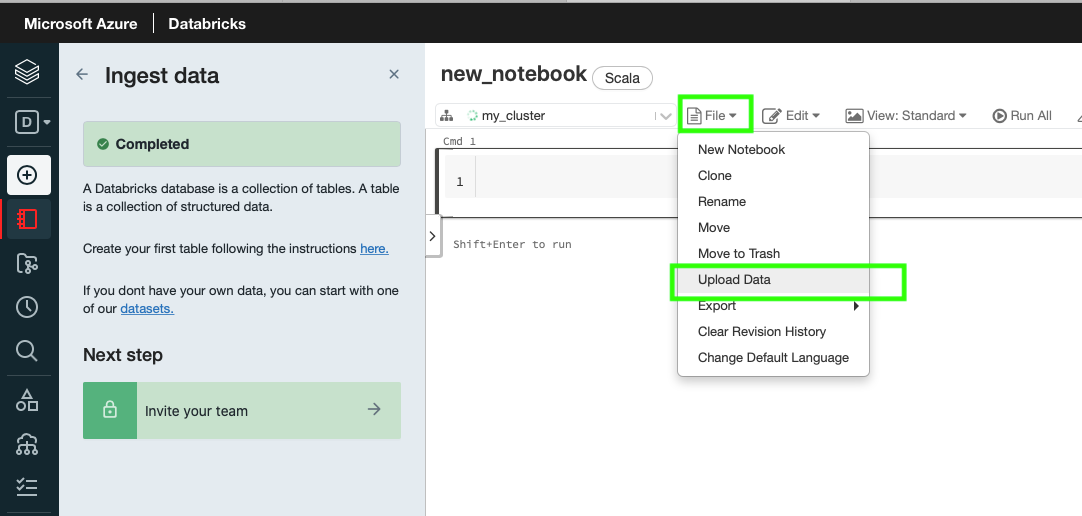 Microsoft Azure Databricks
D
Ingest data
Completed
A Databricks database is a collection of tables. A table
is a collection of structured data.
Create your first table following the instructions here.
If you dont have your own data, you can start with one
of our datasets.
Next step
Invite your team
new_notebook Scala
my_cluster File Edit View: Standard Run All
Cmd 1
1
Shift+Enter to run
New Notebook
Clone
Rename
Move
Move to Trash
Upload Data
Export
Clear Revision History
Change Default Language